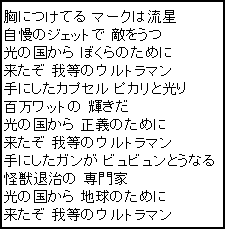 胸につけてる マークは流星
自慢のジェットで 敵をうつ
光の国から ぼくらのために
来たぞ 我等のウルトラマン
手にしたカプセル ピカリと光り
百万ワットの 輝きだ
光の国から 正義のために
来たぞ 我等のウルトラマン
手にしたガンが ビュビュンとうなる
怪獣退治の 専門家
光の国から 地球のために
来たぞ 我等のウルトラマン